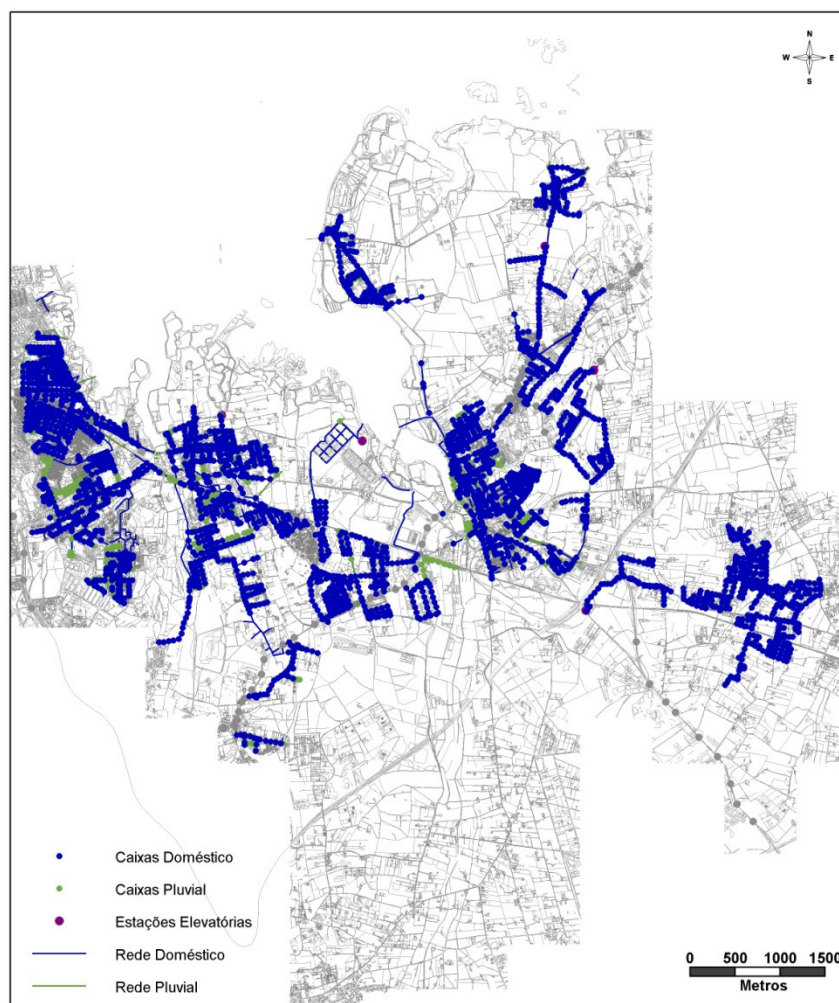 N
W E
S
Caixas Doméstico
Caixas Pluvial
Estações Elevatórias
Rede Doméstico
Rede Pluvial
0 500 1000 1500
Metros